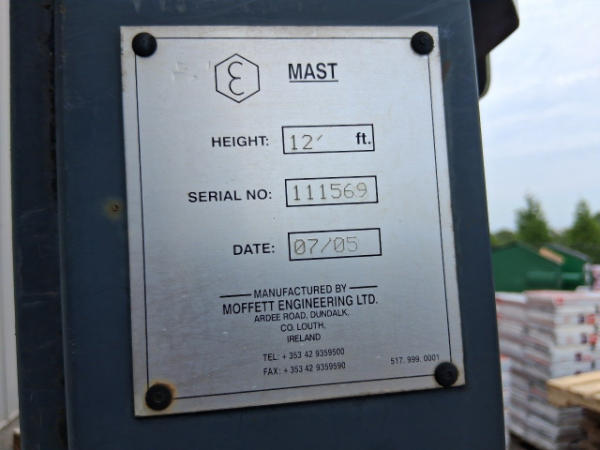 MAST
HEIGHT: 12' ft.
SERIAL NO: 111569
DATE: 07/05
MANUFACTURED BY
MOFFETT ENGINEERING LTD.
ARDEE ROAD, DUNDALK,
CO. LOUTH,
IRELAND
TEL: + 353 42 9359500
FAX: + 353 42 9359590
517. 999. 0001